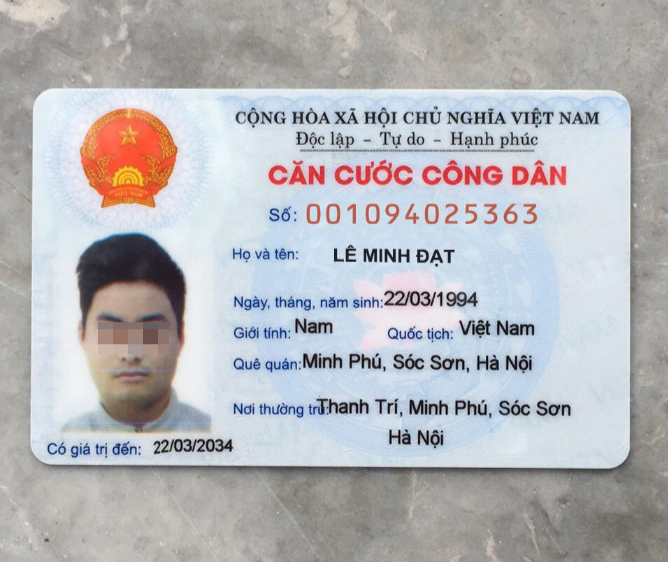 CỘNG HÒA XÃ HỘI CHỦ NGHĨA VIỆT NAM
Độc lập - Tự do - Hạnh phúc
CĂN CƯỚC CÔNG DÂN
Số: 001094025363
Họ và tên: LÊ MINH ĐẠT
Ngày, tháng, năm sinh: 22/03/1994
Giới tính: Nam Quốc tịch: Việt Nam
Quê quán: Minh Phú, Sóc Sơn, Hà Nội
Nơi thường trú: Thanh Trí, Minh Phú, Sóc Sơn
Hà Nội
Có giá trị đến: 22/03/2034